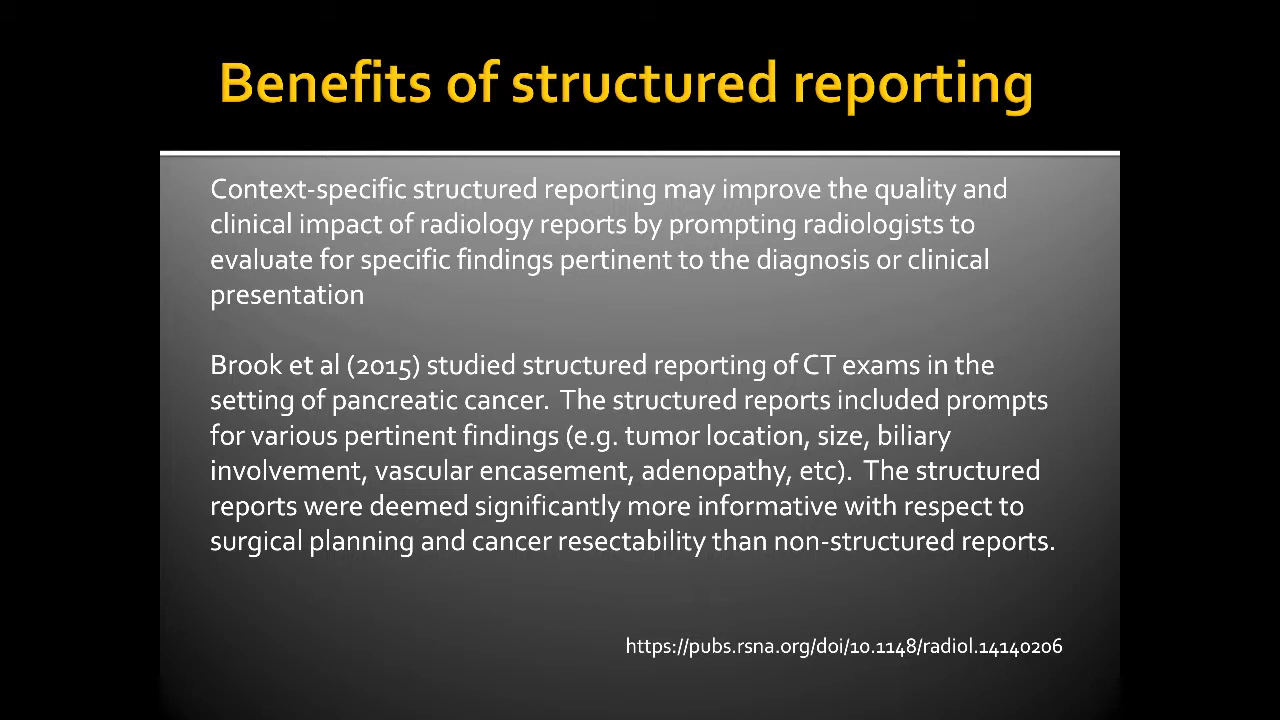 Benefits of structured reporting
Context-specific structured reporting may improve the quality and
clinical impact of radiology reports by prompting radiologists to
evaluate for specific findings pertinent to the diagnosis or clinical
presentation
Brook et al (2015) studied structured reporting of CT exams in the
setting of pancreatic cancer.  The structured reports included prompts
for various pertinent findings (e.g. tumor location, size, biliary
involvement, vascular encasement, adenopathy, etc).  The structured
reports were deemed significantly more informative with respect to
surgical planning and cancer resectability than non-structured reports.
https://pubs.rsna.org/doi/10.1148/radiol.14140206